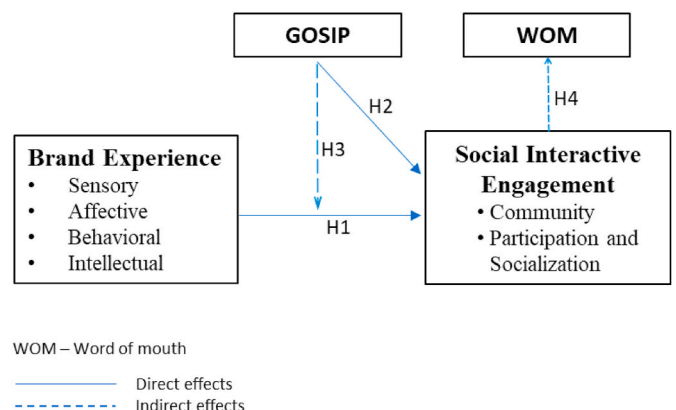 GOSIP
WOM
H2
H4
H3
Brand Experience
• Sensory
• Affective
• Behavioral
• Intellectual
H1
Social Interactive
Engagement
• Community
• Participation and
Socialization
WOM – Word of mouth
Direct effects
Indirect effects